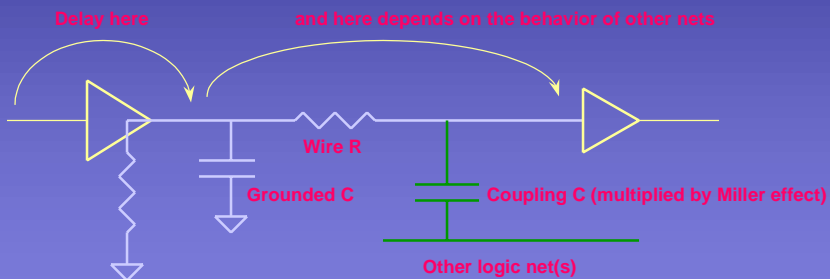 Delay here
and here depends on the behavior of other nets
Wire R
Grounded C
Coupling C (multiplied by Miller effect)
Other logic net(s)